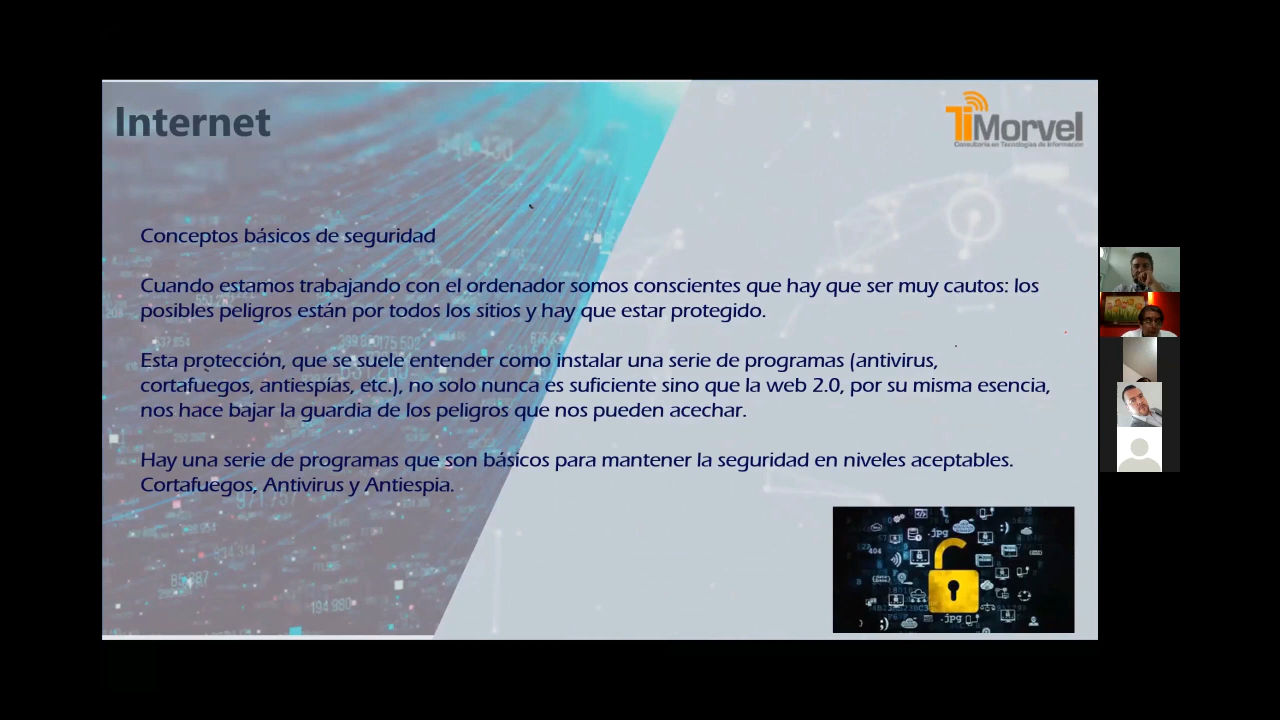 Internet
TiMorvel
Consultoría en Tecnologías de Información
Conceptos básicos de seguridad
Cuando estamos trabajando con el ordenador somos conscientes que hay que ser muy cautos: los
posibles peligros están por todos los sitios y hay que estar protegido.
Esta protección, que se suele entender como instalar una serie de programas (antivirus,
cortafuegos, antiespías, etc.), no solo nunca es suficiente sino que la web 2.0, por su misma esencia,
nos hace bajar la guardia de los peligros que nos pueden acechar.
Hay una serie de programas que son básicos para mantener la seguridad en niveles aceptables.
Cortafuegos, Antivirus y Antiespia.
.jpg
404
.jpg